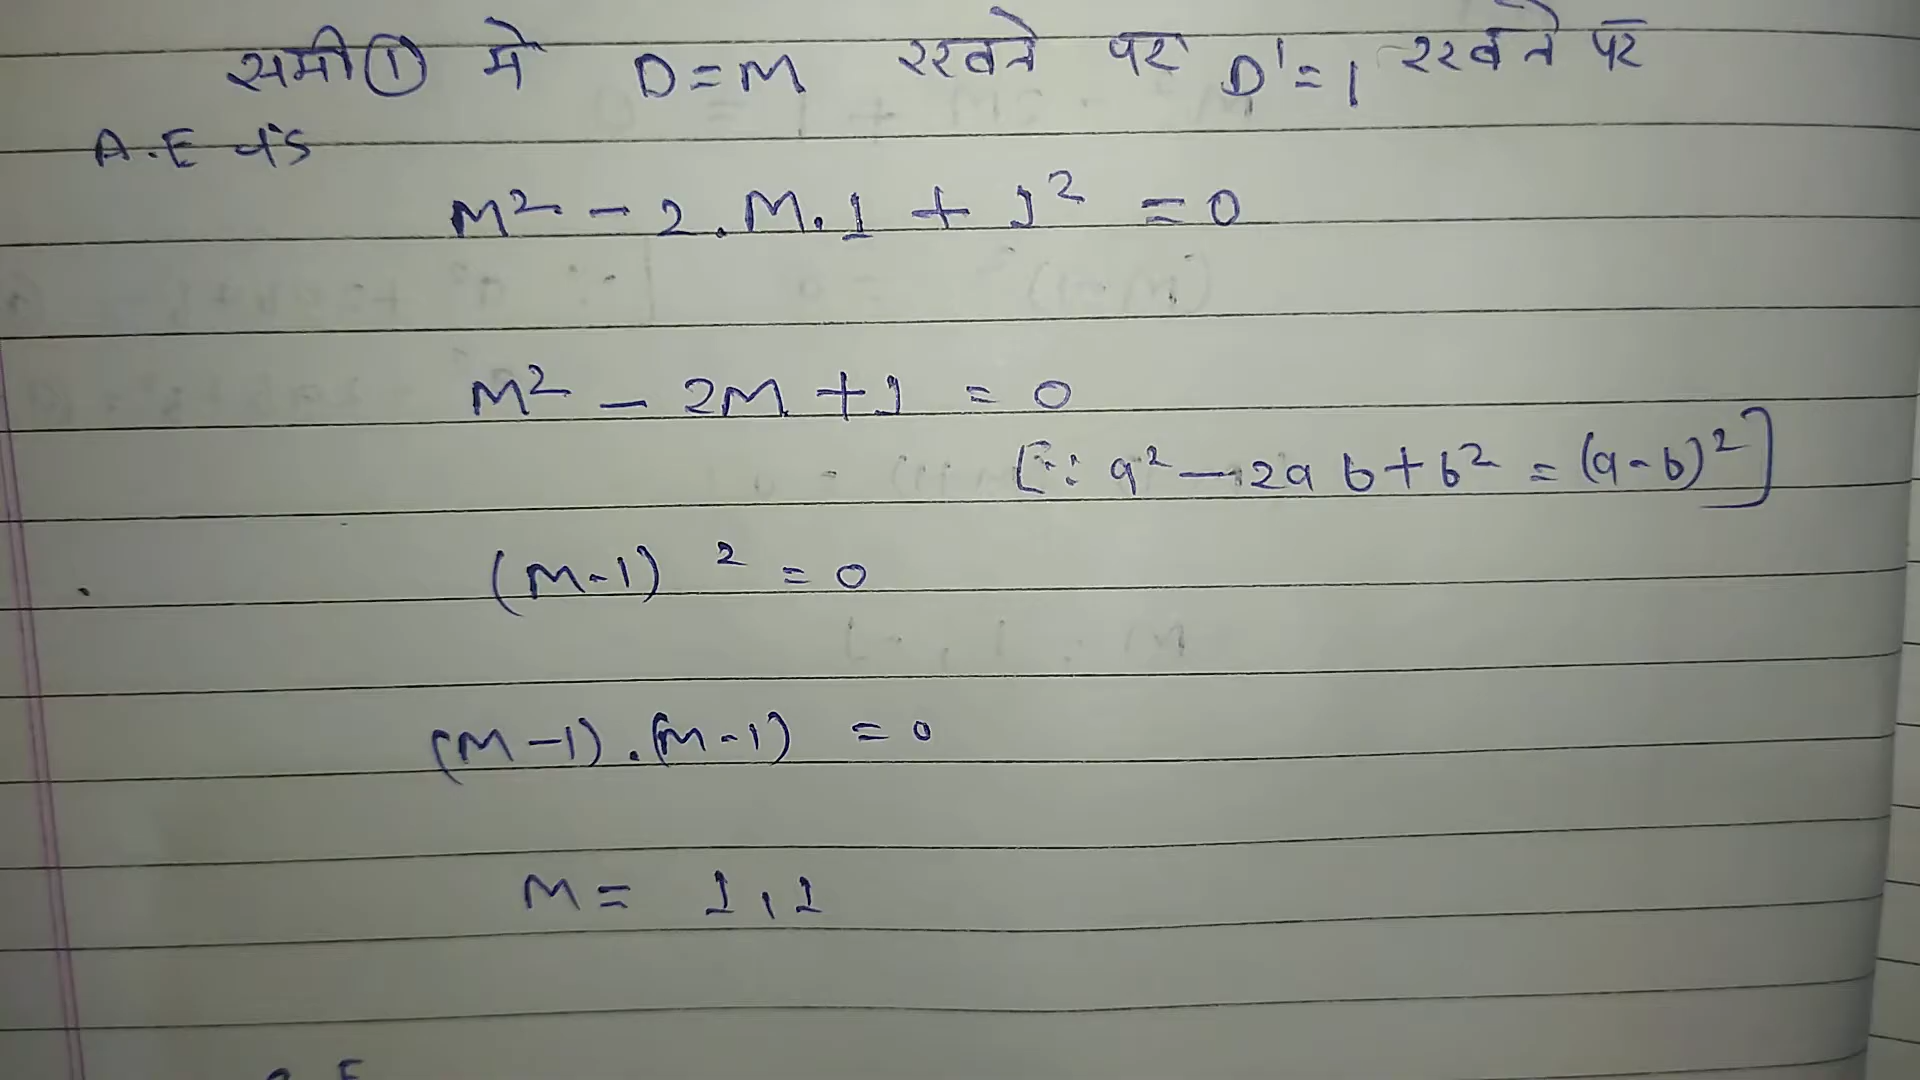 समी ① मे D=M रखने पर D'=1 रखने पर
A.E is
M² - 2.M.1 + 1² = 0
M² - 2M + 1 = 0
[∵ a² - 2ab + b² = (a-b)²]
(M-1)² = 0
(M-1).(M-1) = 0
M = 1,1